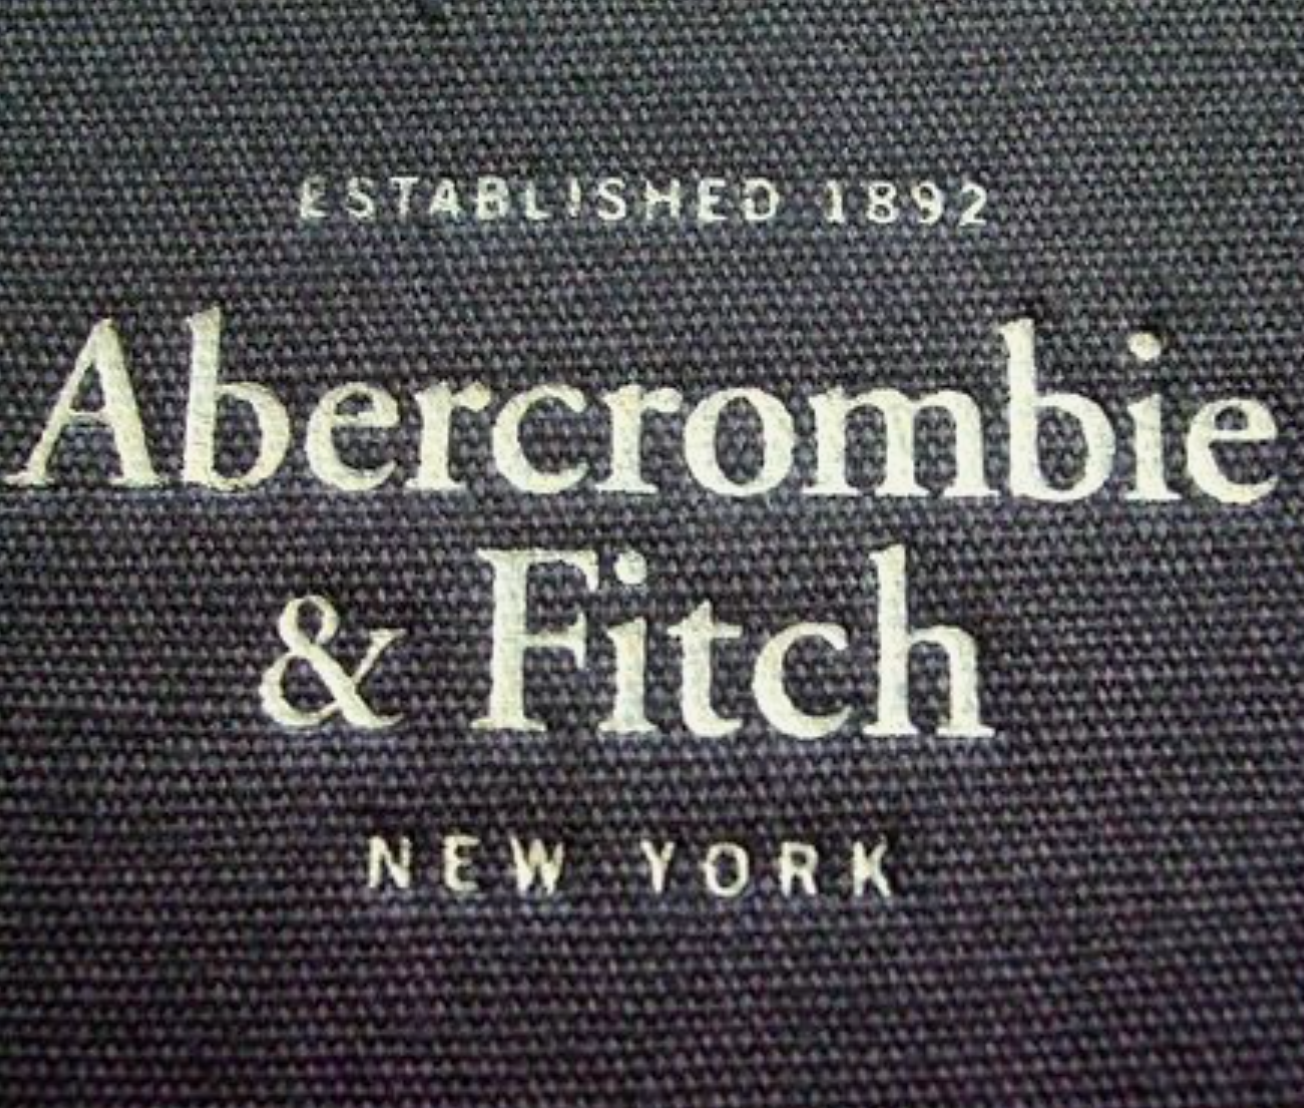 ESTABLISHED 1892
Abercrombie
& Fitch
NEW YORK